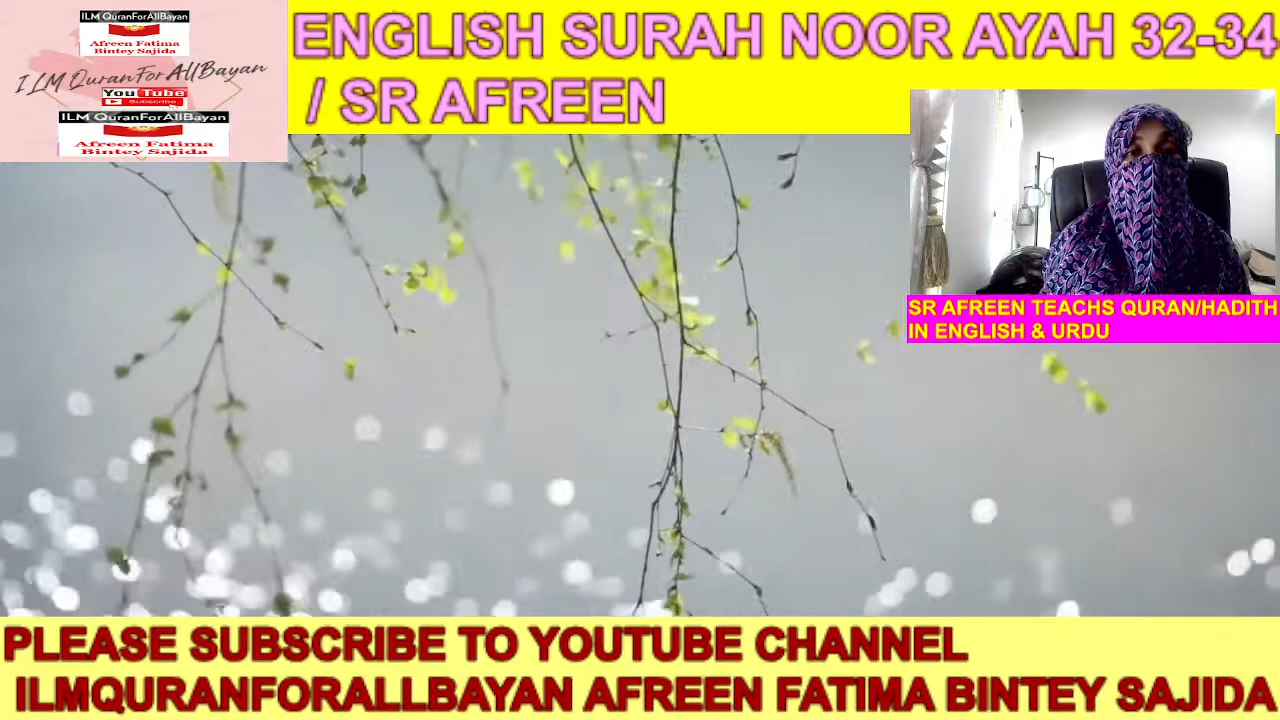 ILM QuranForAllBayan
Afreen Fatima
Bintey Sajida
ILM QuranForAllBayan
You Tube
Subscribe
ILM QuranForAllBayan
Afreen Fatima
Bintey Sajida
ENGLISH SURAH NOOR AYAH 32-34
/ SR AFREEN
SR AFREEN TEACHS QURAN/HADITH
IN ENGLISH & URDU
PLEASE SUBSCRIBE TO YOUTUBE CHANNEL
ILMQURANFORALLBAYAN AFREEN FATIMA BINTEY SAJIDA